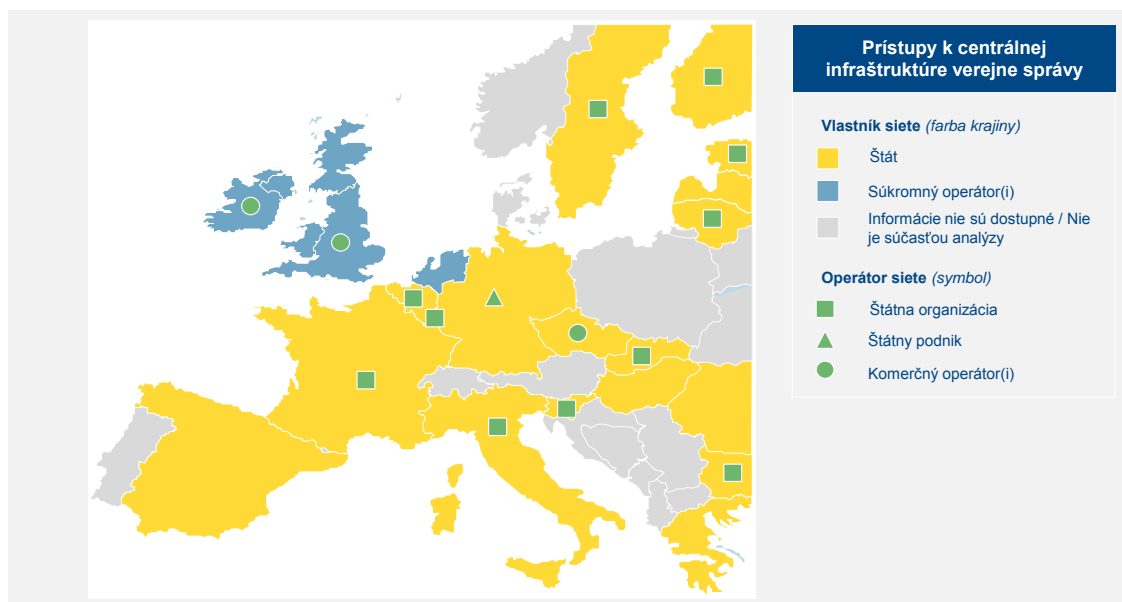 Prístupy k centrálnej
infraštruktúre verejne správy
Vlastník siete (farba krajiny)
Štát
Súkromný operátor(i)
Informácie nie sú dostupné / Nie
je súčasťou analýzy
Operátor siete (symbol)
Štátna organizácia
Štátny podnik
Komerčný operátor(i)